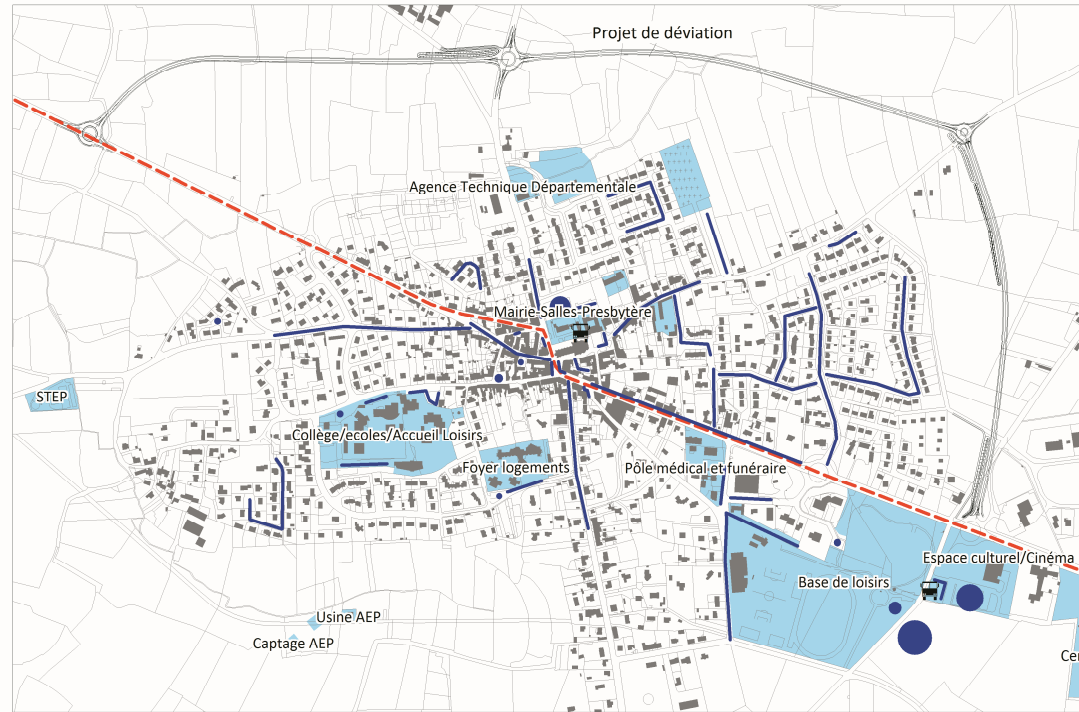 Projet de déviation
Agence Technique Départementale
Mairie-Salles-Presbytère
STEP
Collège/ecoles/Accueil Loisirs
Foyer logements
Pôle médical et funéraire
Espace culturel/Cinéma
Base de loisirs
Usine AEP
Captage AEP